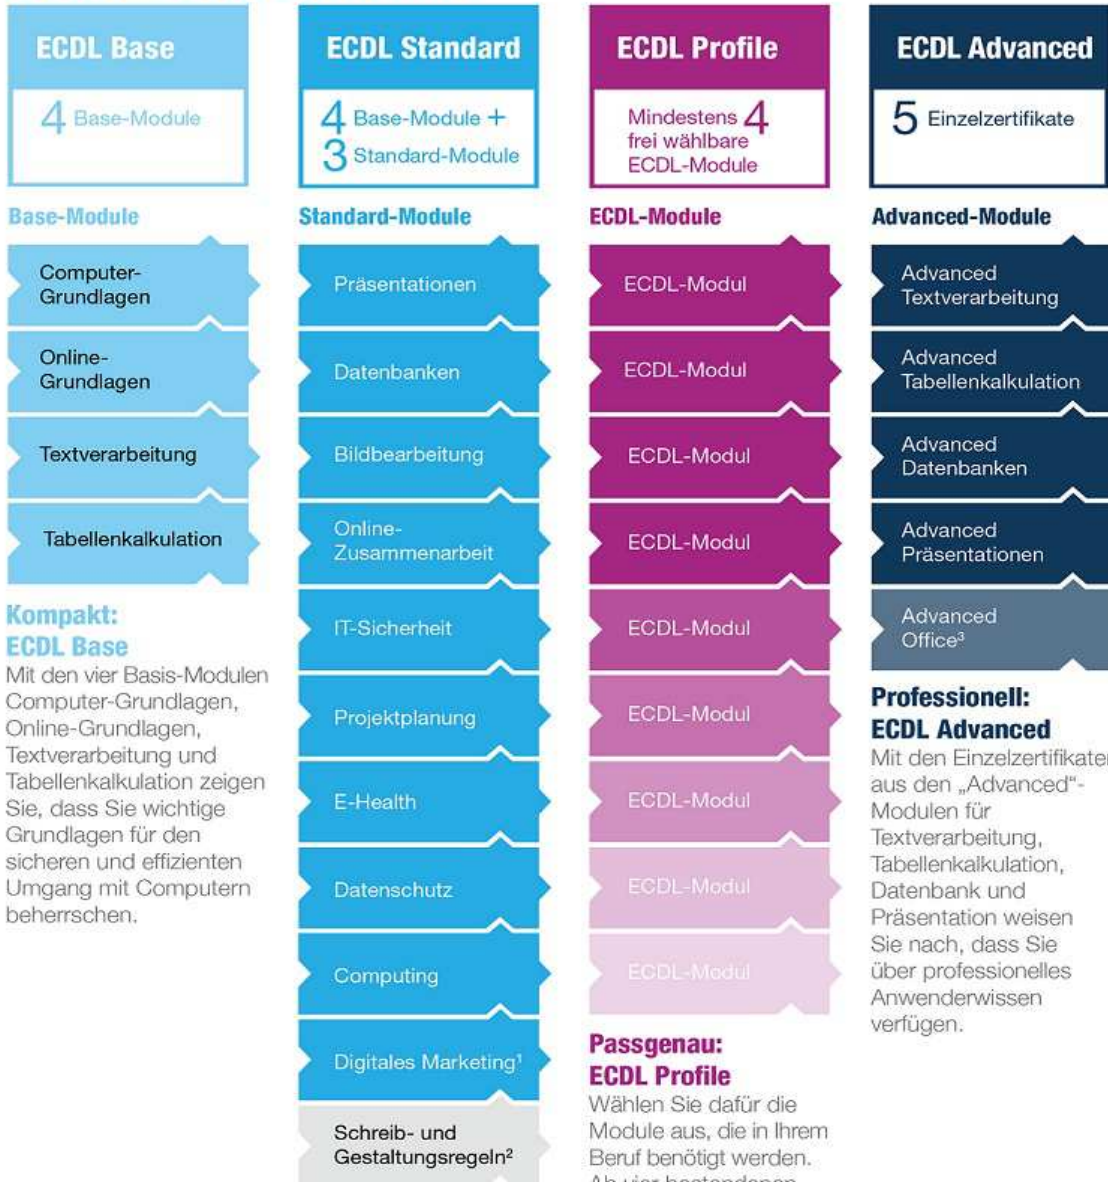 ECDL Base
4 Base-Module
Base-Module
Computer-
Grundlagen
Online-
Grundlagen
Textverarbeitung
Tabellenkalkulation
Kompakt:
ECDL Base
Mit den vier Basis-Modulen
Computer-Grundlagen,
Online-Grundlagen,
Textverarbeitung und
Tabellenkalkulation zeigen
Sie, dass Sie wichtige
Grundlagen für den
sicheren und effizienten
Umgang mit Computern
beherrschen.
ECDL Standard
4 Base-Module +
3 Standard-Module
Standard-Module
Präsentationen
Datenbanken
Bildbearbeitung
Online-
Zusammenarbeit
IT-Sicherheit
Projektplanung
E-Health
Datenschutz
Computing
Digitales Marketing¹
Schreib- und
Gestaltungsregeln²
ECDL Profile
Mindestens 4
frei wählbare
ECDL-Module
ECDL-Module
ECDL-Modul
ECDL-Modul
ECDL-Modul
ECDL-Modul
ECDL-Modul
ECDL-Modul
ECDL-Modul
ECDL-Modul
ECDL-Modul
Passgenau:
ECDL Profile
Wählen Sie dafür die
Module aus, die in Ihrem
Beruf benötigt werden.
Ab vier bestandenen
ECDL Advanced
5 Einzelzertifikate
Advanced-Module
Advanced
Textverarbeitung
Advanced
Tabellenkalkulation
Advanced
Datenbanken
Advanced
Präsentationen
Advanced
Office³
Professionell:
ECDL Advanced
Mit den Einzelzertifikaten
aus den „Advanced“-
Modulen für
Textverarbeitung,
Tabellenkalkulation,
Datenbank und
Präsentation weisen
Sie nach, dass Sie
über professionelles
Anwenderwissen
verfügen.